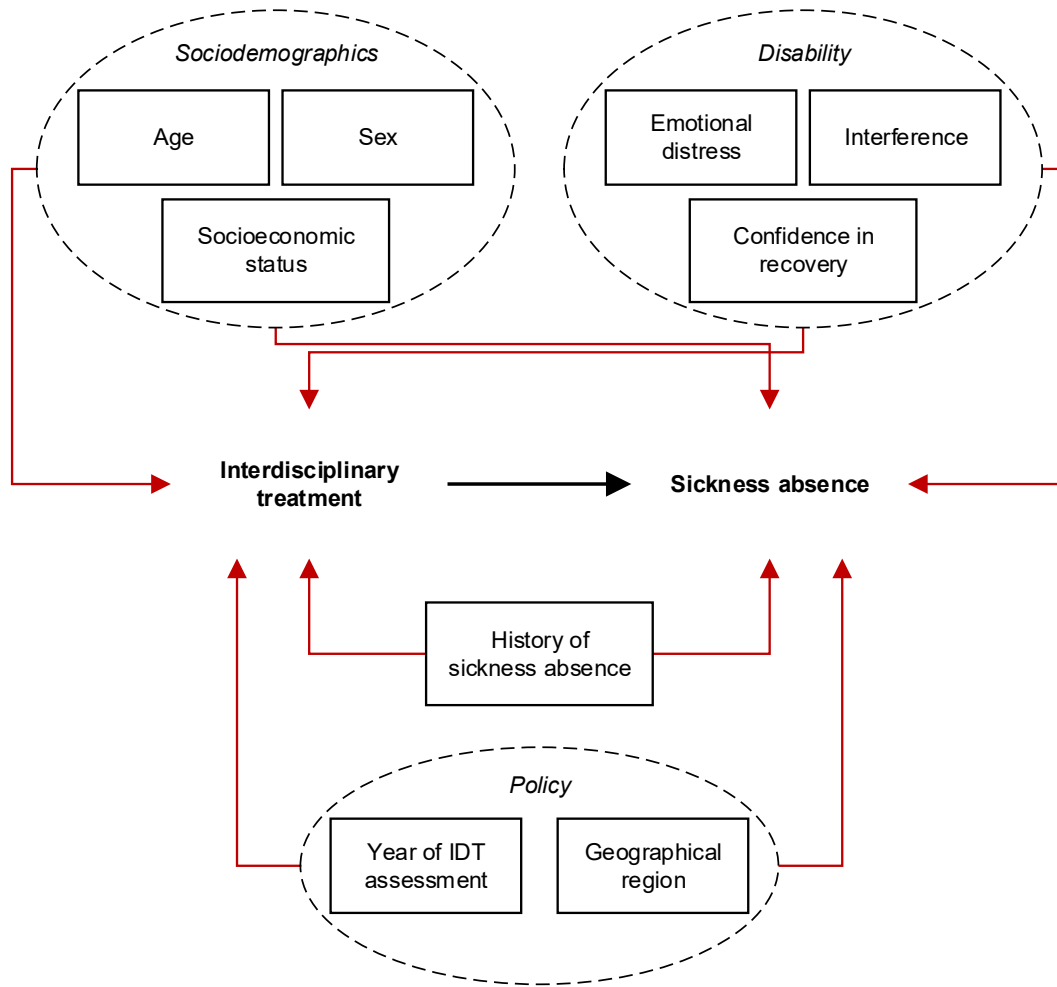 Sociodemographics
Age
Sex
Socioeconomic
status
Disability
Emotional
distress
Interference
Confidence in
recovery
Interdisciplinary
treatment
Sickness absence
History of
sickness absence
Policy
Year of IDT
assessment
Geographical
region